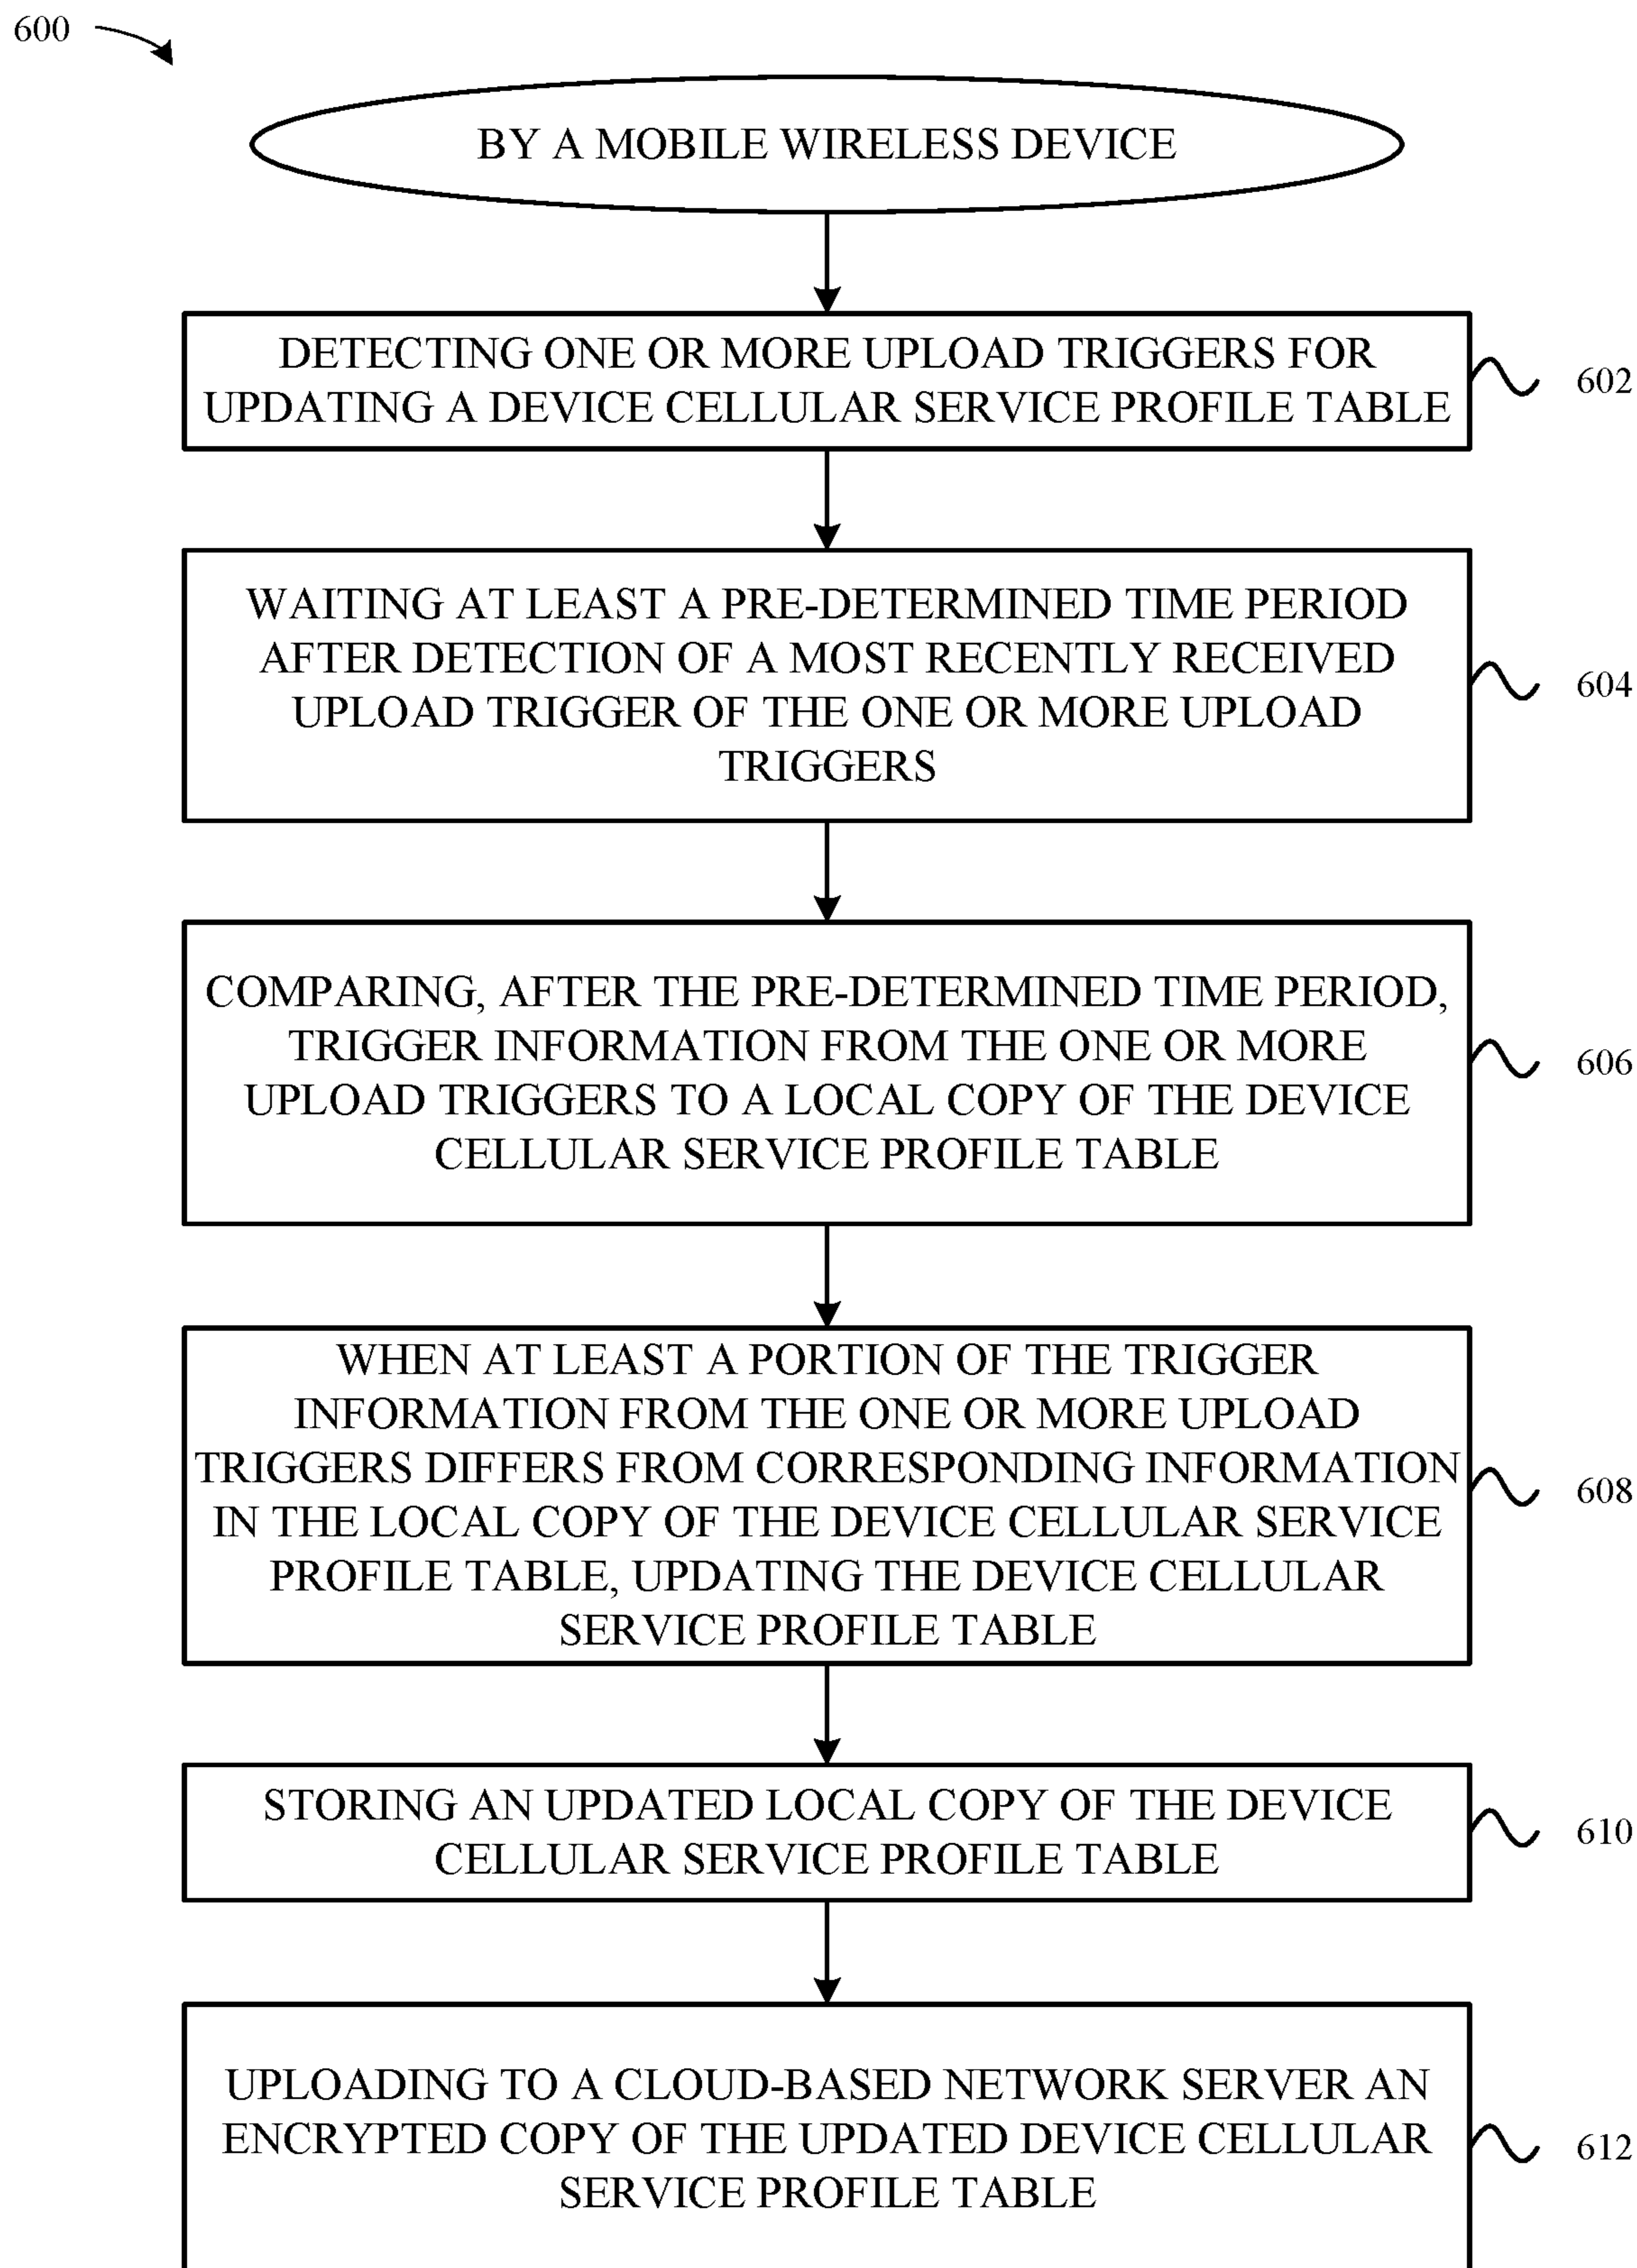 600
BY A MOBILE WIRELESS DEVICE
DETECTING ONE OR MORE UPLOAD TRIGGERS FOR
UPDATING A DEVICE CELLULAR SERVICE PROFILE TABLE
602
WAITING AT LEAST A PRE-DETERMINED TIME PERIOD
AFTER DETECTION OF A MOST RECENTLY RECEIVED
UPLOAD TRIGGER OF THE ONE OR MORE UPLOAD
TRIGGERS
604
COMPARING, AFTER THE PRE-DETERMINED TIME PERIOD,
TRIGGER INFORMATION FROM THE ONE OR MORE
UPLOAD TRIGGERS TO A LOCAL COPY OF THE DEVICE
CELLULAR SERVICE PROFILE TABLE
606
WHEN AT LEAST A PORTION OF THE TRIGGER
INFORMATION FROM THE ONE OR MORE UPLOAD
TRIGGERS DIFFERS FROM CORRESPONDING INFORMATION
IN THE LOCAL COPY OF THE DEVICE CELLULAR SERVICE
PROFILE TABLE, UPDATING THE DEVICE CELLULAR
SERVICE PROFILE TABLE
608
STORING AN UPDATED LOCAL COPY OF THE DEVICE
CELLULAR SERVICE PROFILE TABLE
610
UPLOADING TO A CLOUD-BASED NETWORK SERVER AN
ENCRYPTED COPY OF THE UPDATED DEVICE CELLULAR
SERVICE PROFILE TABLE
612